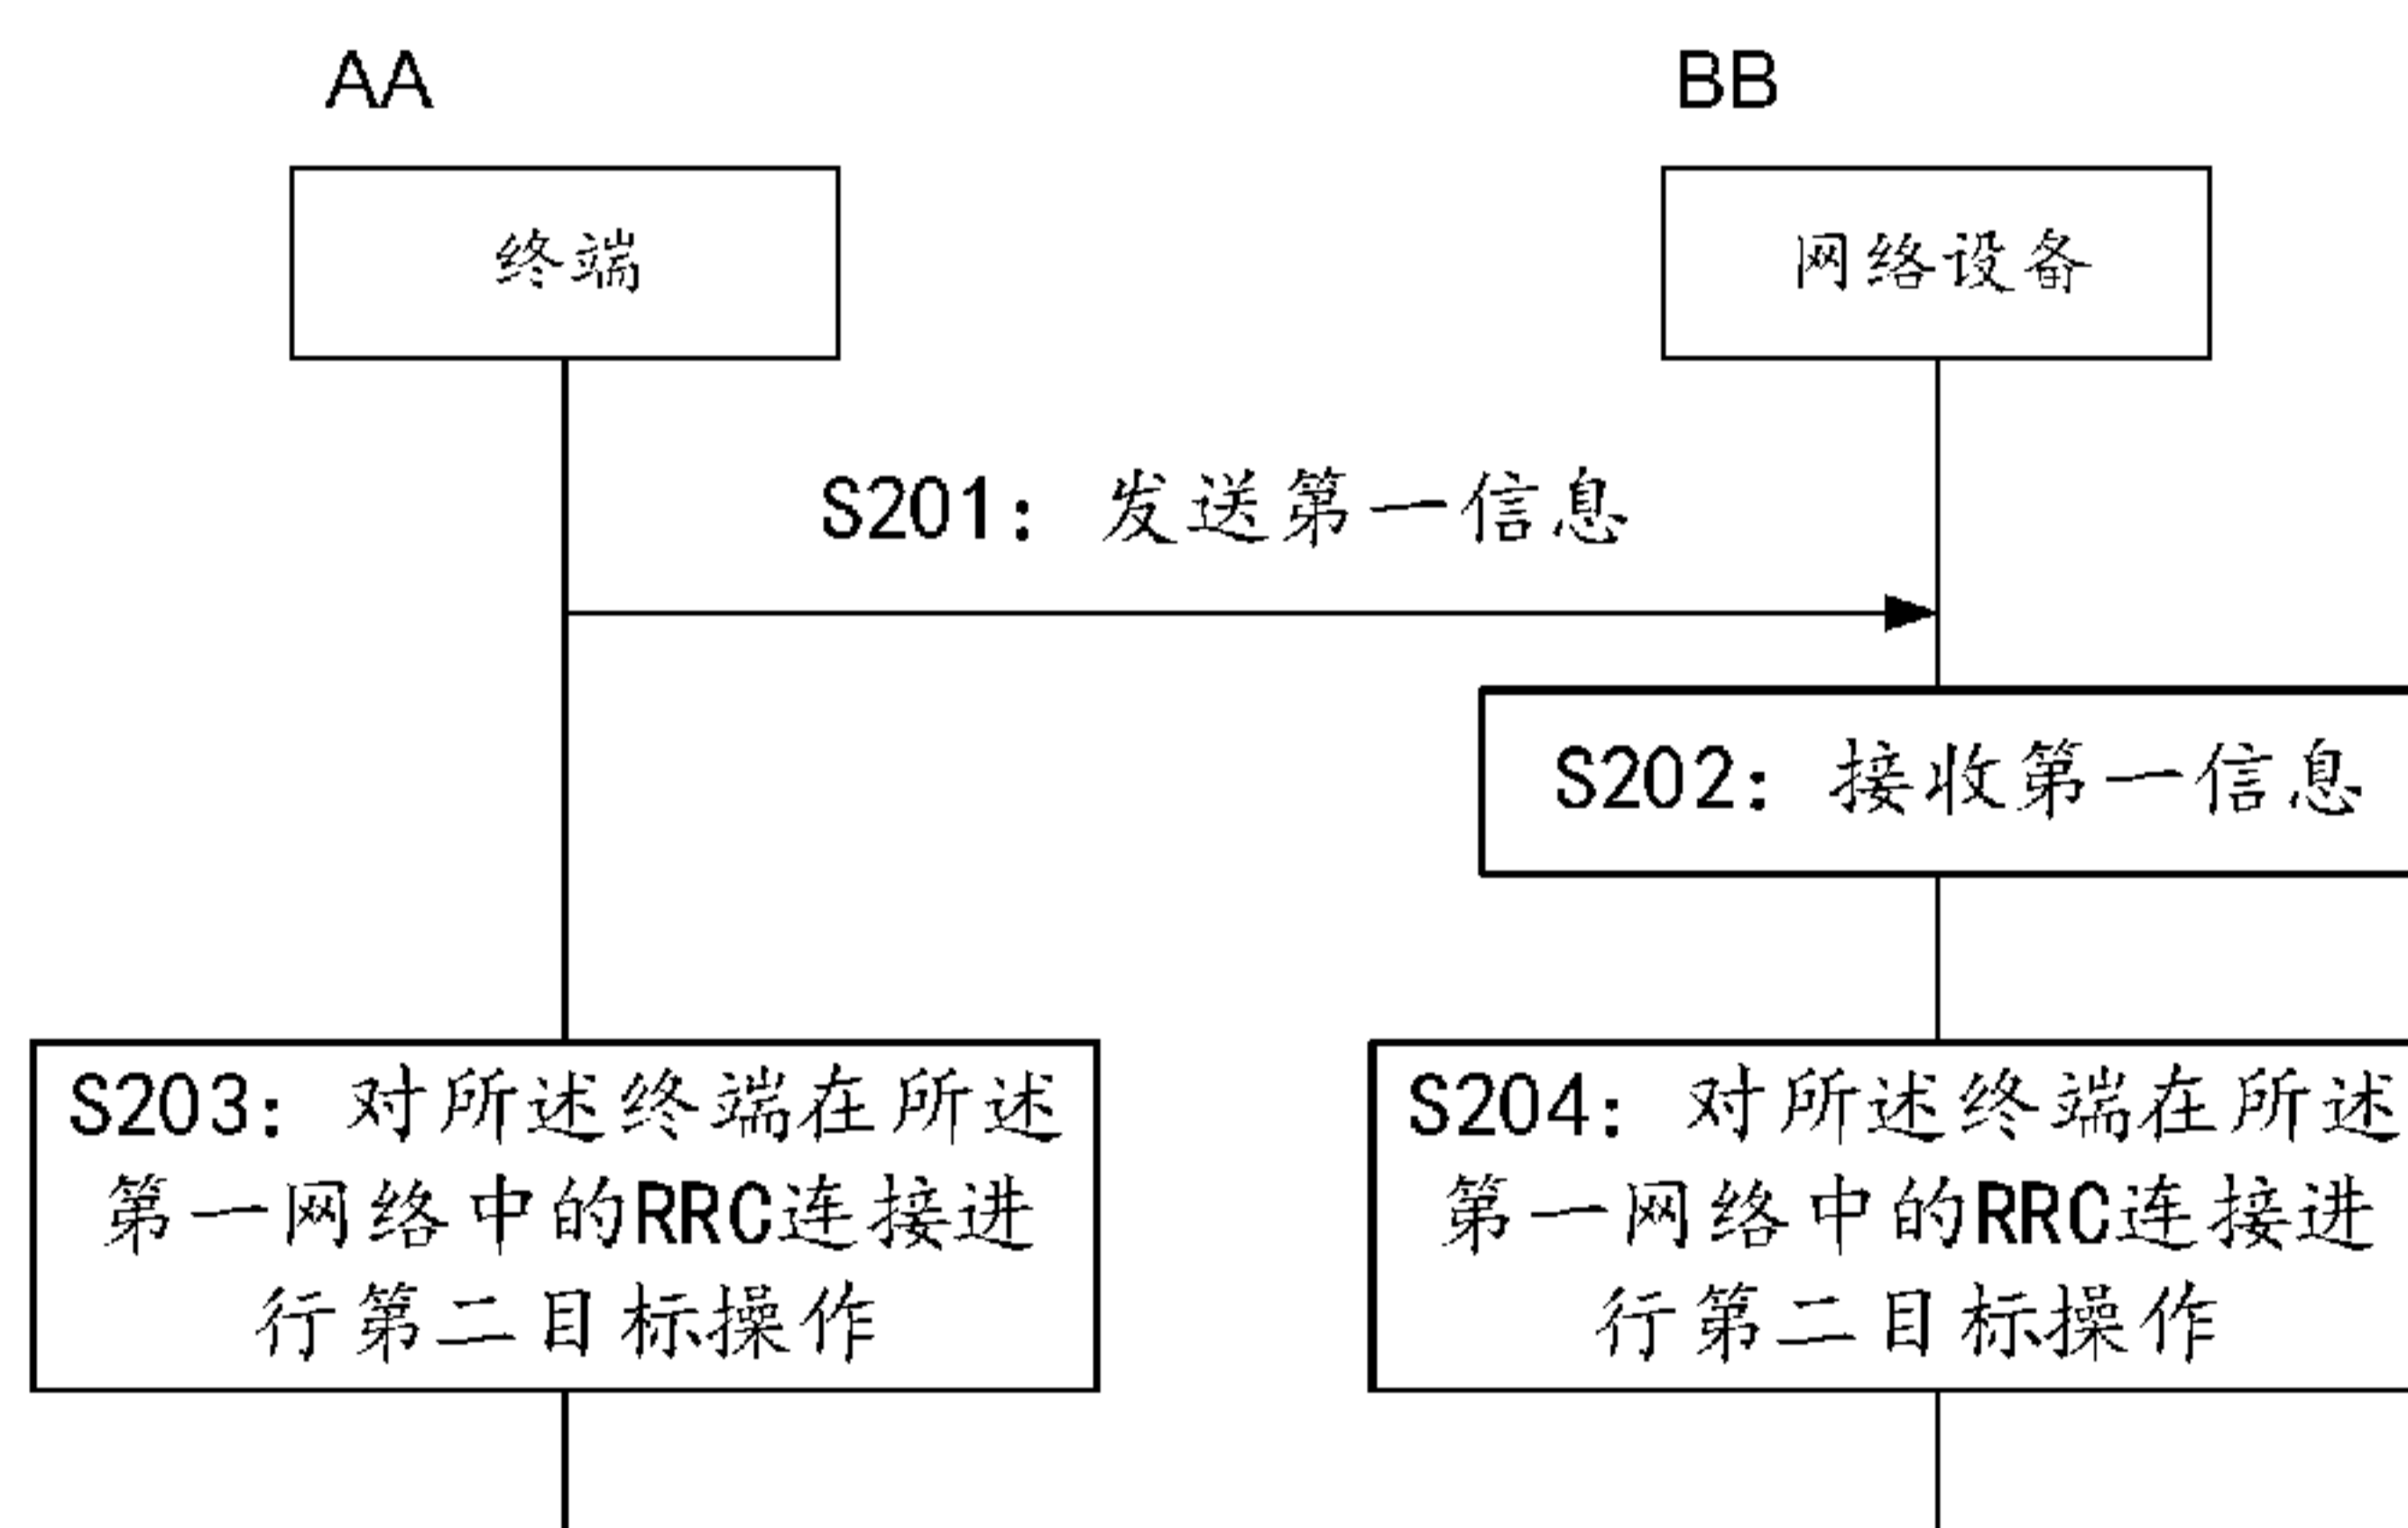 AA
BB
终端
网络设备
S201：发送第一信息
S202：接收第一信息
S203：对所述终端在所述
第一网络中的RRC连接进
行第二目标操作
S204：对所述终端在所述
第一网络中的RRC连接进
行第二目标操作